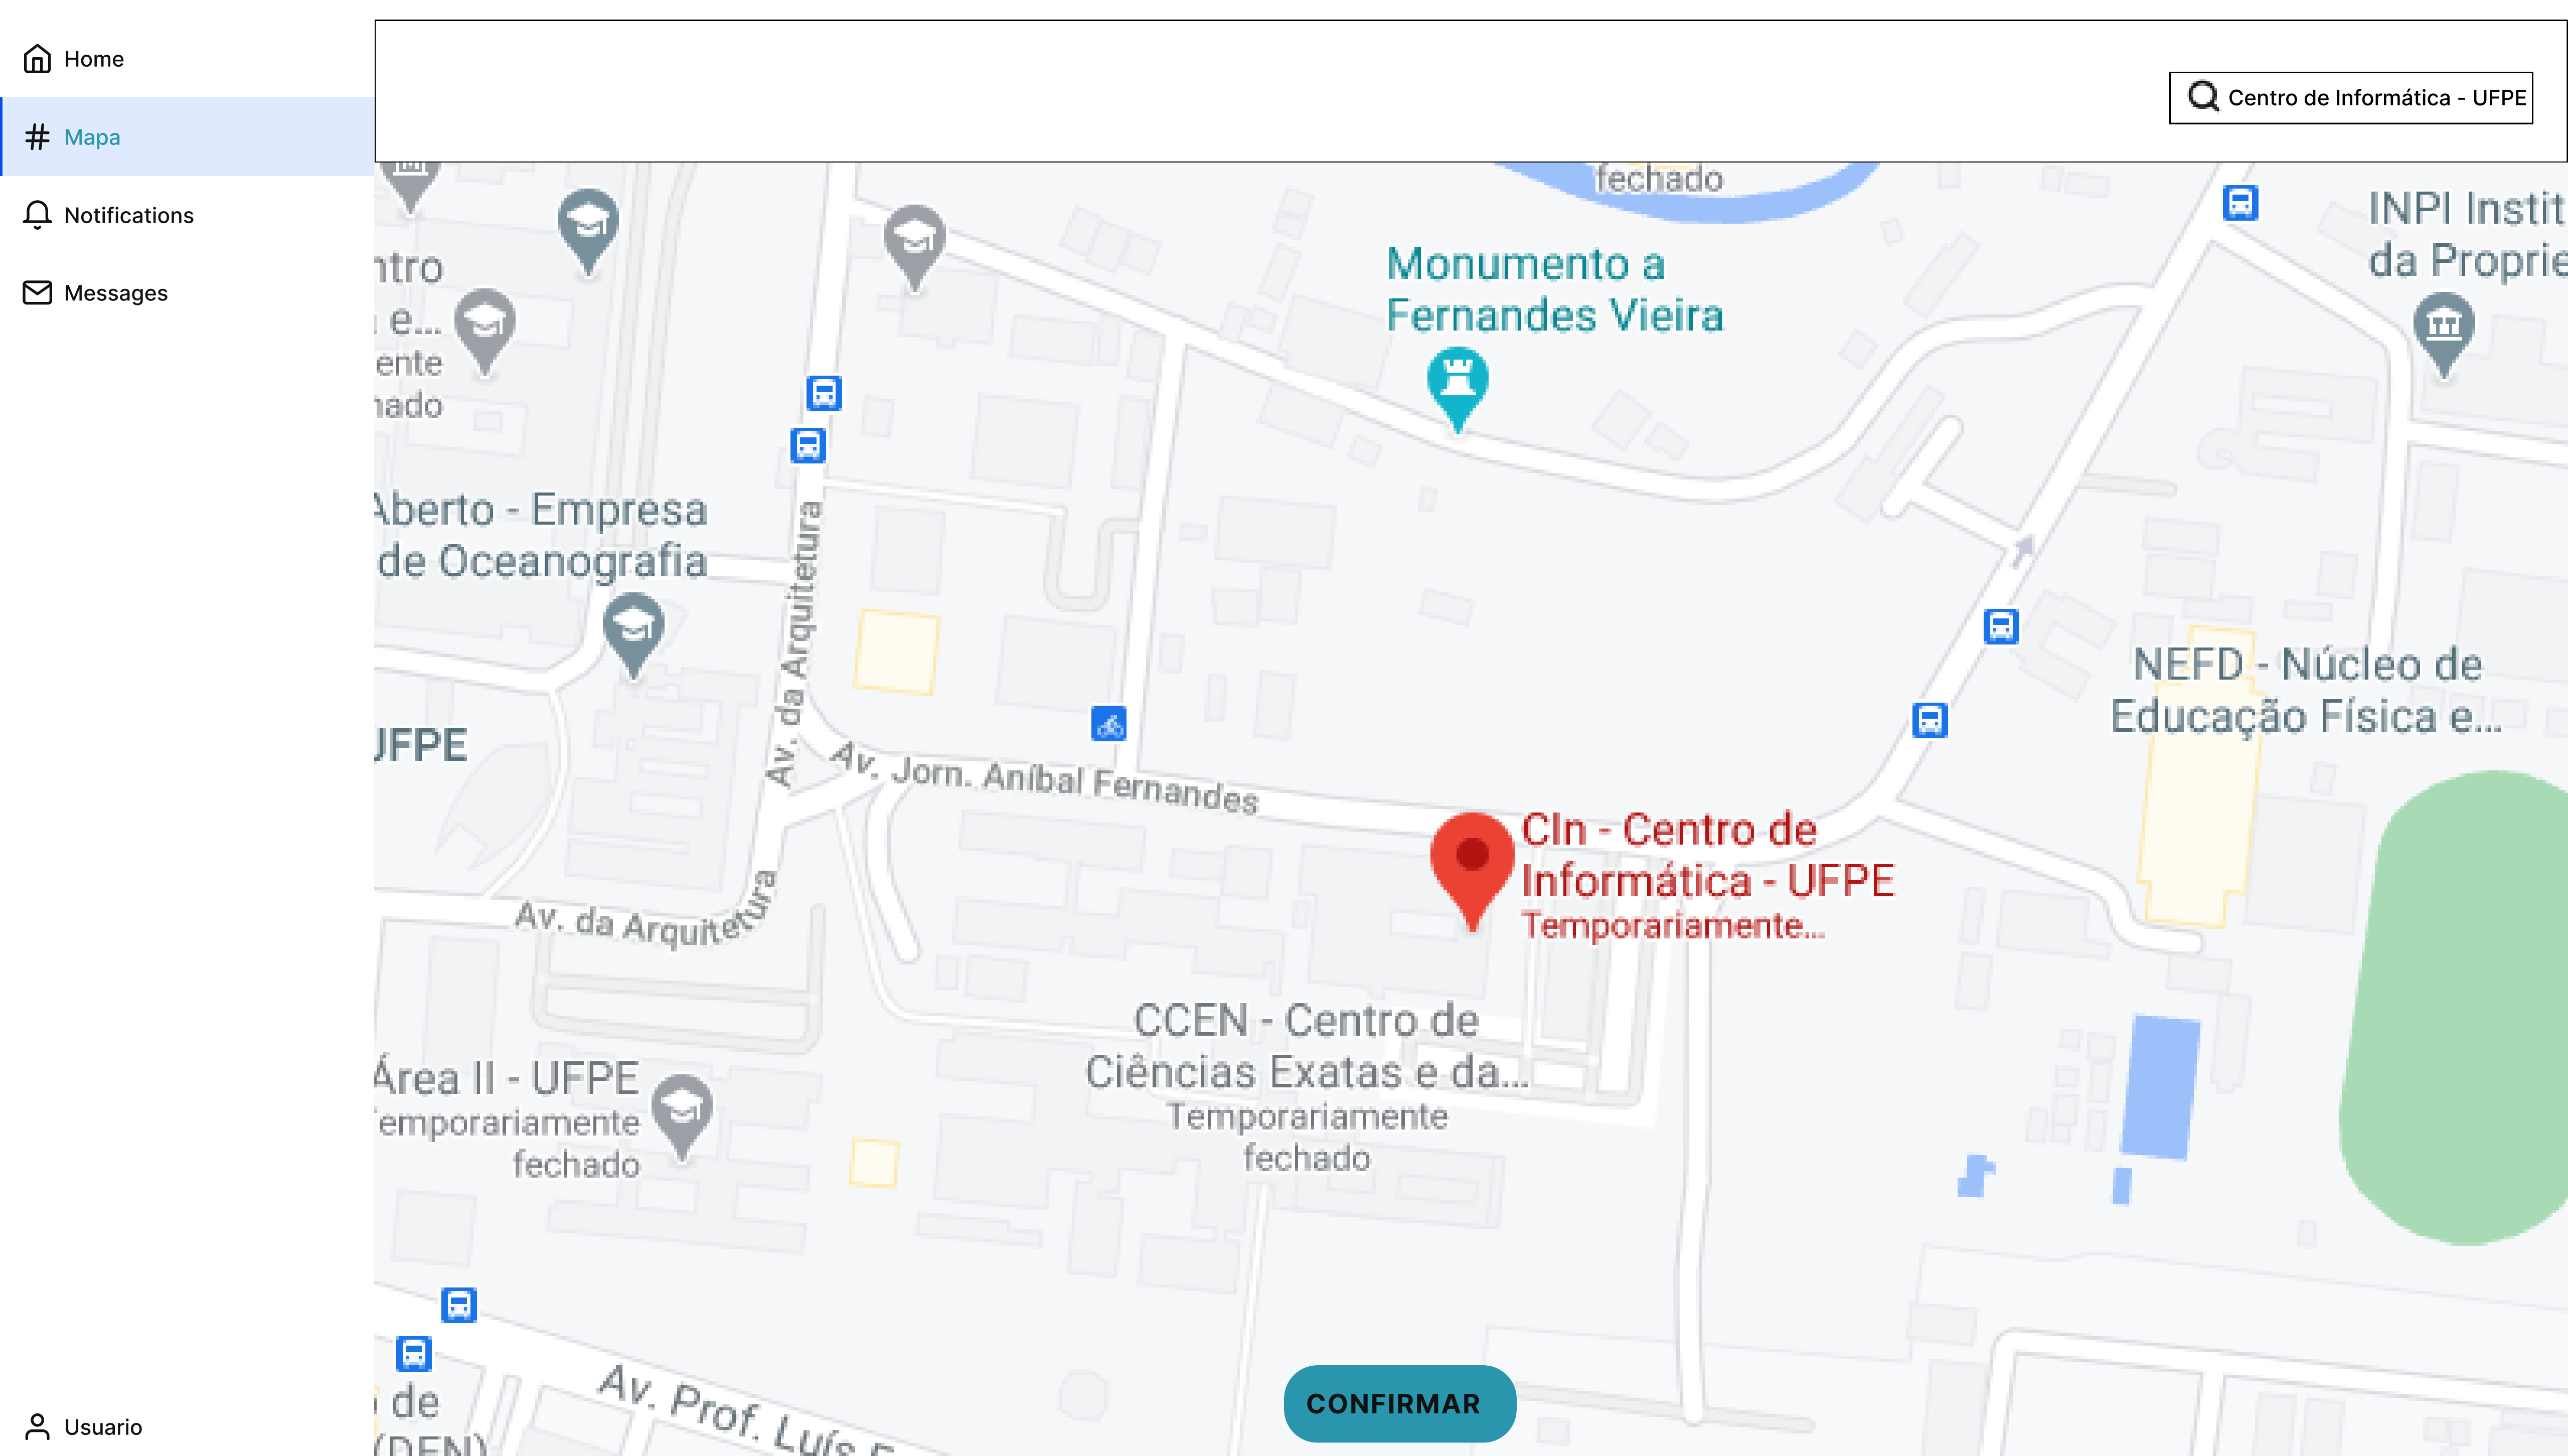 Home
Mapa
Notifications
Messages
Usuario
Centro de Informática - UFPE
fechado
INPI Instit
da Proprie
Monumento a
Fernandes Vieira
ntro
e...
ente
ado
Aberto - Empresa
de Oceanografia
Av. da Arquitetura
NEFD - Núcleo de
Educação Física e...
UFPE
Av. Jorn. Aníbal Fernandes
CIn - Centro de
Informática - UFPE
Temporariamente...
Av. da Arquitetura
CCEN - Centro de
Ciências Exatas e da...
Temporariamente
fechado
Área II - UFPE
Temporariamente
fechado
Av. Prof. Luís F
de
(DEN)
CONFIRMAR